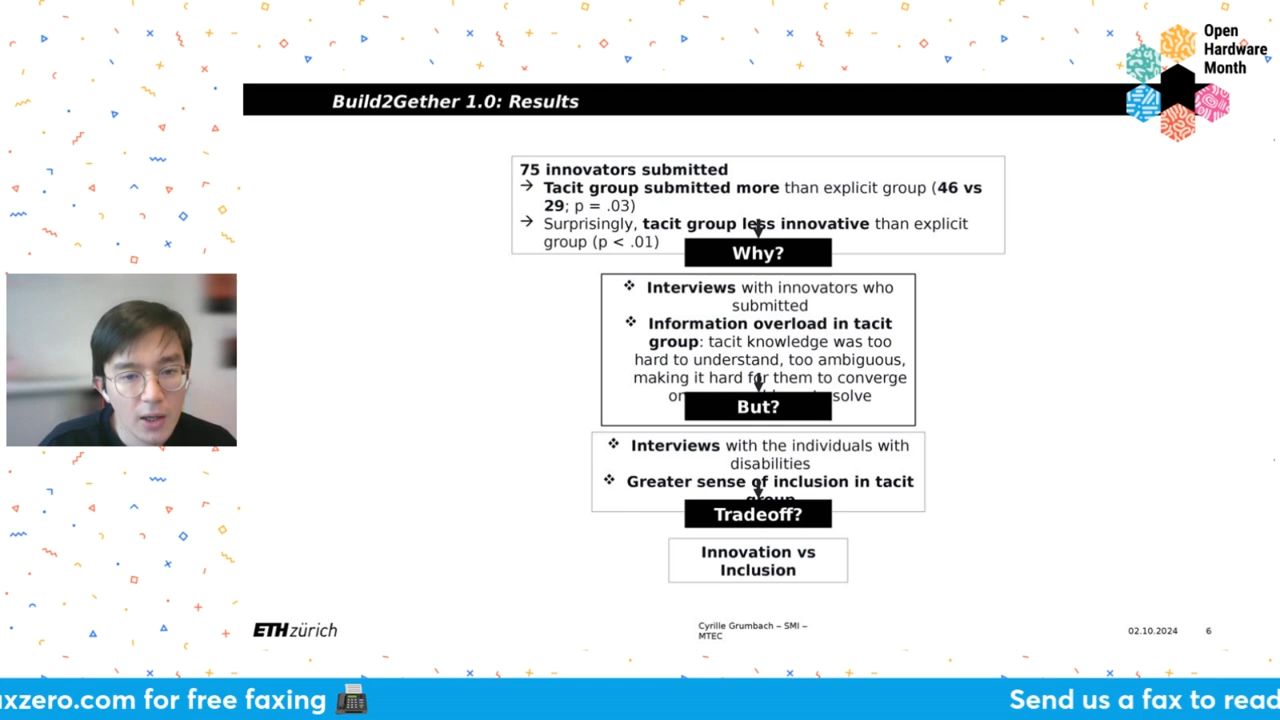 Open
Hardware
Month
Build2Gether 1.0: Results
75 innovators submitted
→ Tacit group submitted more than explicit group (46 vs
29; p = .03)
→ Surprisingly, tacit group less innovative than explicit
group (p < .01)
Why?
❖ Interviews with innovators who
submitted
❖ Information overload in tacit
group: tacit knowledge was too
hard to understand, too ambiguous,
making it hard for them to converge
solve
But?
❖ Interviews with the individuals with
disabilities
❖ Greater sense of inclusion in tacit
group
Tradeoff?
Innovation vs
Inclusion
ETH zürich
Cyrille Grumbach – SMI –
MTEC
02.10.2024
6
axzero.com for free faxing
Send us a fax to read